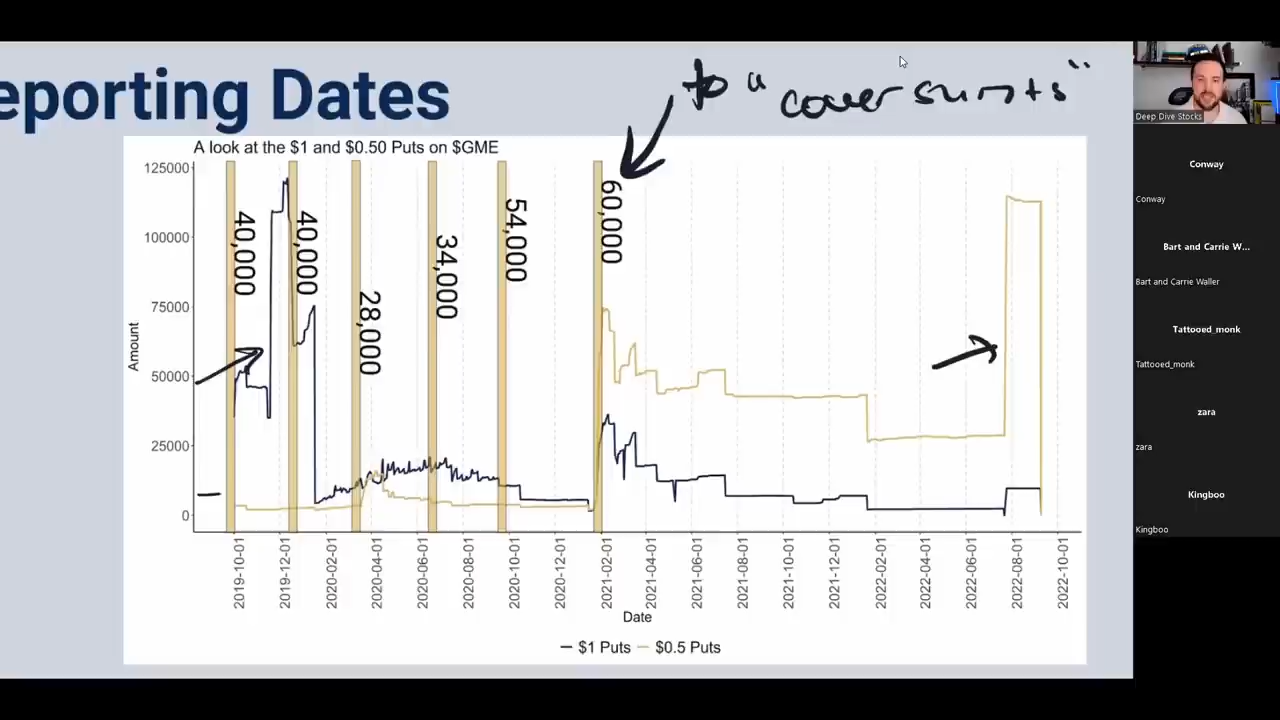 eporting Dates
to "cover shorts"
A look at the $1 and $0.50 Puts on $GME
125000
100000
75000
50000
25000
0
Amount
40,000
40,000
28,000
34,000
54,000
60,000
2019-10-01
2019-12-01
2020-02-01
2020-04-01
2020-06-01
2020-08-01
2020-10-01
2020-12-01
2021-02-01
2021-04-01
2021-06-01
2021-08-01
2021-10-01
2021-12-01
2022-02-01
2022-04-01
2022-06-01
2022-08-01
2022-10-01
Date
$1 Puts
$0.5 Puts
Deep Dive Stocks
Conway
Conway
Bart and Carrie W...
Bart and Carrie Waller
Tattooed_monk
Tattooed_monk
zara
zara
Kingboo
Kingboo